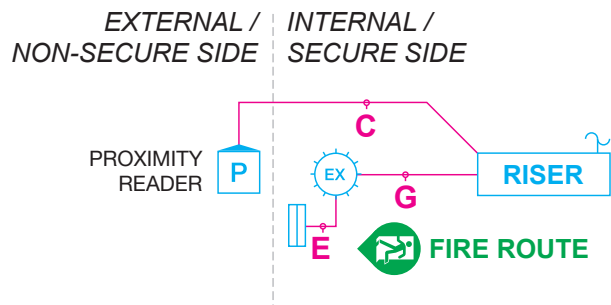 EXTERNAL /
NON-SECURE SIDE
INTERNAL /
SECURE SIDE
C
PROXIMITY
READER
P
EX
G
RISER
E
FIRE ROUTE